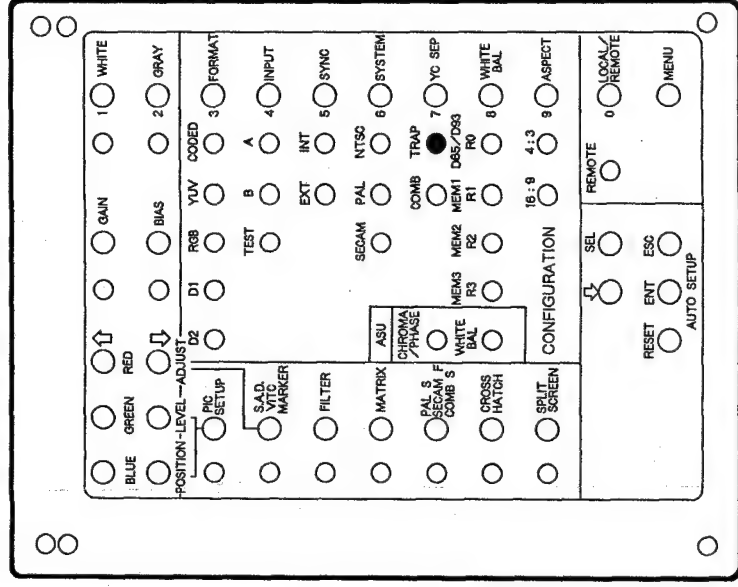 GAIN 1 WHITE
BLUE GREEN RED
BIAS 2 GRAY
POSITION-LEVEL-ADJUST
D2 D1 RGB YUV CODED
PIC
SETUP
3 FORMAT
S.A.D.
VITC
MARKER
TEST B A
4 INPUT
EXT INT
FILTER
5 SYNC
SECAM PAL NTSC
MATRIX
ASU
6 SYSTEM
PAL S
SECAM F
COMB S
CHROMA
/PHASE
COMB TRAP
7 YC SEP
MEM3 MEM2 MEM1 D65/D93
R3 R2 R1 R0
CROSS
HATCH
WHITE
BAL
8 WHITE
BAL
16:9 4:3
SPLIT
SCREEN
CONFIGURATION
9 ASPECT
SEL
REMOTE
0 LOCAL/
REMOTE
RESET ENT ESC
MENU
AUTO SETUP